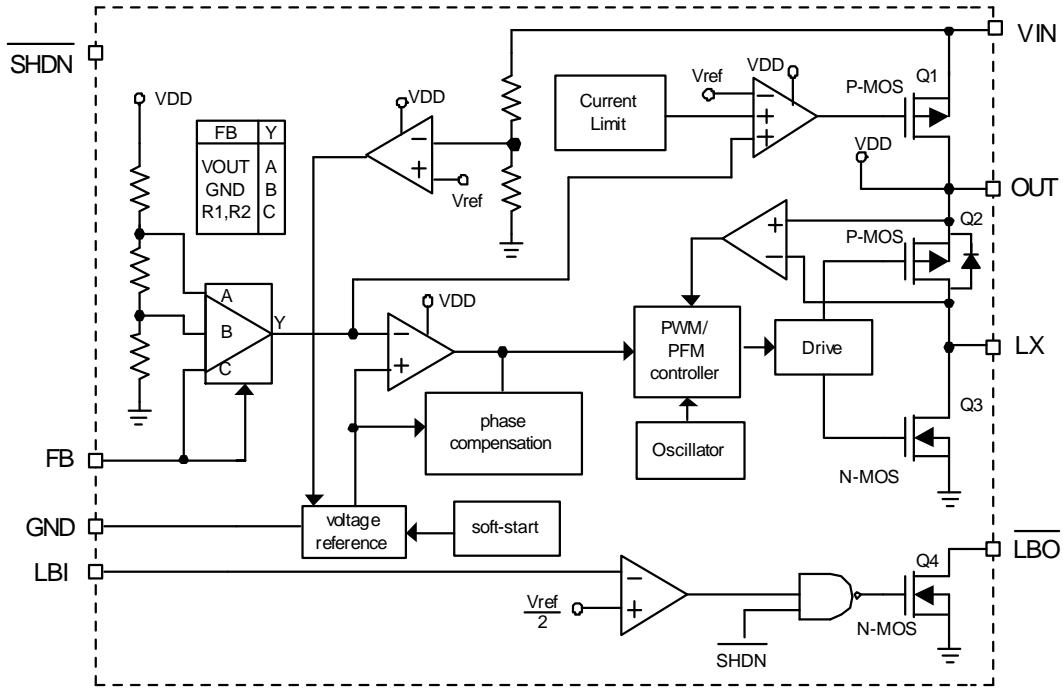 SHDN
VIN
VDD
FB Y
VOUT A
GND B
R1,R2 C
VDD
Vref
Current
Limit
Vref
VDD
P-MOS
Q1
VDD
OUT
Q2
P-MOS
A
B
C
Y
VDD
PWM/
PFM
controller
Drive
LX
phase
compensation
Oscillator
Q3
N-MOS
FB
GND
voltage
reference
soft-start
LBI
Vref
2
SHDN
Q4
N-MOS
LBO